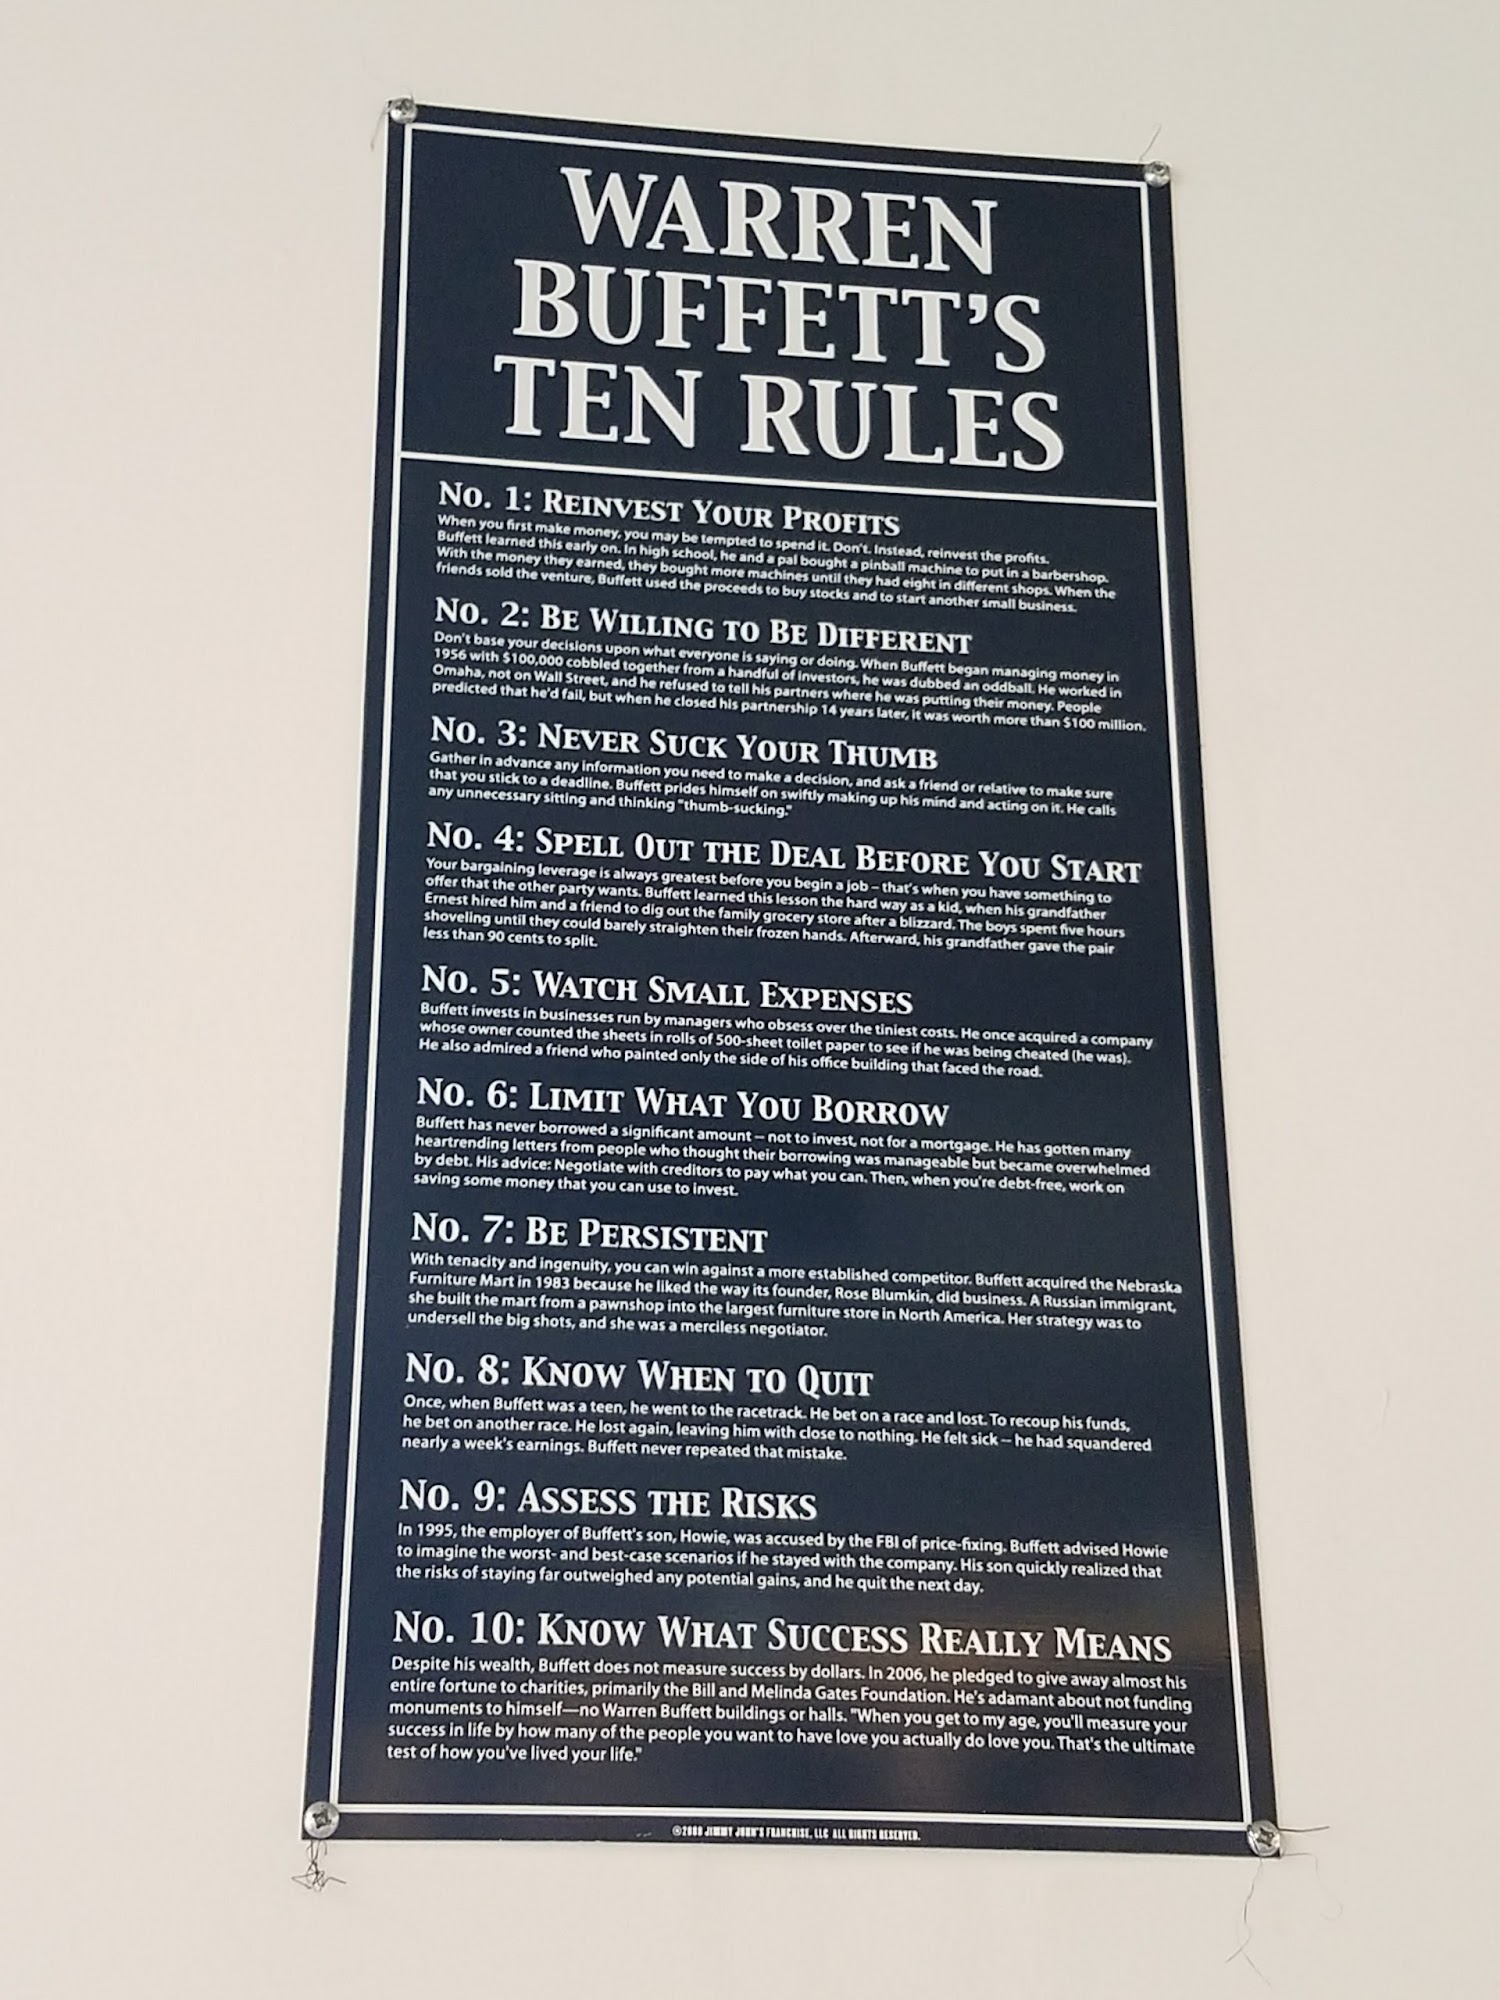 WARREN
BUFFETT'S
TEN RULES
No. 1: Reinvest Your Profits
When you first make money, you may be tempted to spend it. Don't. Instead, reinvest the profits.
Buffett learned this early on. In high school, he and a pal bought a pinball machine to put in a barbershop.
With the money they earned, they bought more machines until they had eight in different shops. When the
friends sold the venture, Buffett used the proceeds to buy stocks and to start another small business.
No. 2: Be Willing to Be Different
Don't base your decisions upon what everyone is saying or doing. When Buffett began managing money in
1956 with $100,000 cobbled together from a handful of investors, he was dubbed an oddball. He worked in
Omaha, not on Wall Street, and he refused to tell his partners where he was putting their money. People
predicted that he'd fail, but when he closed his partnership 14 years later, it was worth more than $100 million.
No. 3: Never Suck Your Thumb
Gather in advance any information you need to make a decision, and ask a friend or relative to make sure
that you stick to a deadline. Buffett prides himself on swiftly making up his mind and acting on it. He calls
any unnecessary sitting and thinking "thumb-sucking."
No. 4: Spell Out the Deal Before You Start
Your bargaining leverage is always greatest before you begin a job – that's when you have something to
offer that the other party wants. Buffett learned this lesson the hard way as a kid, when his grandfather
Ernest hired him and a friend to dig out the family grocery store after a blizzard. The boys spent five hours
shoveling until they could barely straighten their frozen hands. Afterward, his grandfather gave the pair
less than 90 cents to split.
No. 5: Watch Small Expenses
Buffett invests in businesses run by managers who obsess over the tiniest costs. He once acquired a company
whose owner counted the sheets in rolls of 500-sheet toilet paper to see if he was being cheated (he was).
He also admired a friend who painted only the side of his office building that faced the road.
No. 6: Limit What You Borrow
Buffett has never borrowed a significant amount – not to invest, not for a mortgage. He has gotten many
heartrending letters from people who thought their borrowing was manageable but became overwhelmed
by debt. His advice: Negotiate with creditors to pay what you can. Then, when you're debt-free, work on
saving some money that you can use to invest.
No. 7: Be Persistent
With tenacity and ingenuity, you can win against a more established competitor. Buffett acquired the Nebraska
Furniture Mart in 1983 because he liked the way its founder, Rose Blumkin, did business. A Russian immigrant,
she built the mart from a pawnshop into the largest furniture store in North America. Her strategy was to
undersell the big shots, and she was a merciless negotiator.
No. 8: Know When to Quit
Once, when Buffett was a teen, he went to the racetrack. He bet on a race and lost. To recoup his funds,
he bet on another race. He lost again, leaving him with close to nothing. He felt sick – he had squandered
nearly a week's earnings. Buffett never repeated that mistake.
No. 9: Assess the Risks
In 1995, the employer of Buffett's son, Howie, was accused by the FBI of price-fixing. Buffett advised Howie
to imagine the worst- and best-case scenarios if he stayed with the company. His son quickly realized that
the risks of staying far outweighed any potential gains, and he quit the next day.
No. 10: Know What Success Really Means
Despite his wealth, Buffett does not measure success by dollars. In 2006, he pledged to give away almost his
entire fortune to charities, primarily the Bill and Melinda Gates Foundation. He's adamant about not funding
monuments to himself—no Warren Buffett buildings or halls. "When you get to my age, you'll measure your
success in life by how many of the people you want to have love you actually do love you. That's the ultimate
test of how you've lived your life."
JIMMY JOHN'S FRANCHISE, LLC ALL RIGHTS RESERVED.